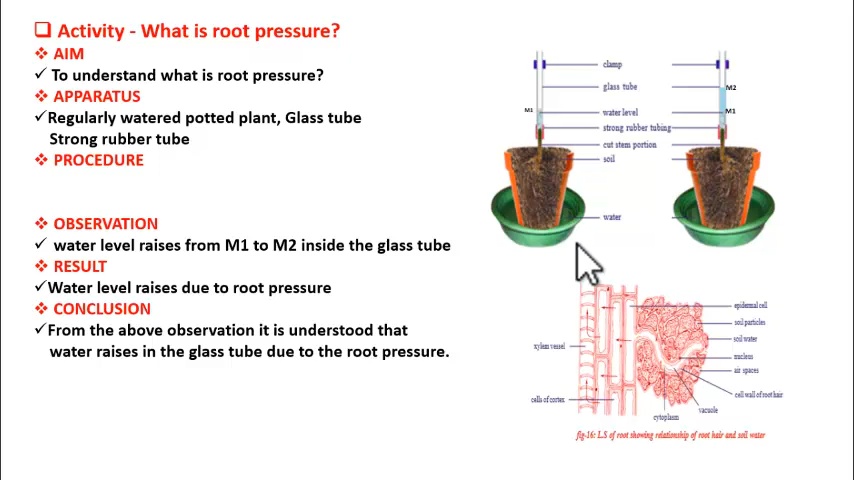 Activity - What is root pressure?
AIM
To understand what is root pressure?
APPARATUS
Regularly watered potted plant, Glass tube
Strong rubber tube
PROCEDURE
OBSERVATION
water level raises from M1 to M2 inside the glass tube
RESULT
Water level raises due to root pressure
CONCLUSION
From the above observation it is understood that
water raises in the glass tube due to the root pressure.
clamp
glass tube
M2
M1
water level
M1
strong rubber tubing
cut stem portion
soil
water
epidermal cell
soil particles
soil water
xylem vessel
nucleus
air spaces
cell wall of root hair
cells of cortex
vacuole
cytoplasm
fig-16: L.S of root showing relationship of root hair and soil water